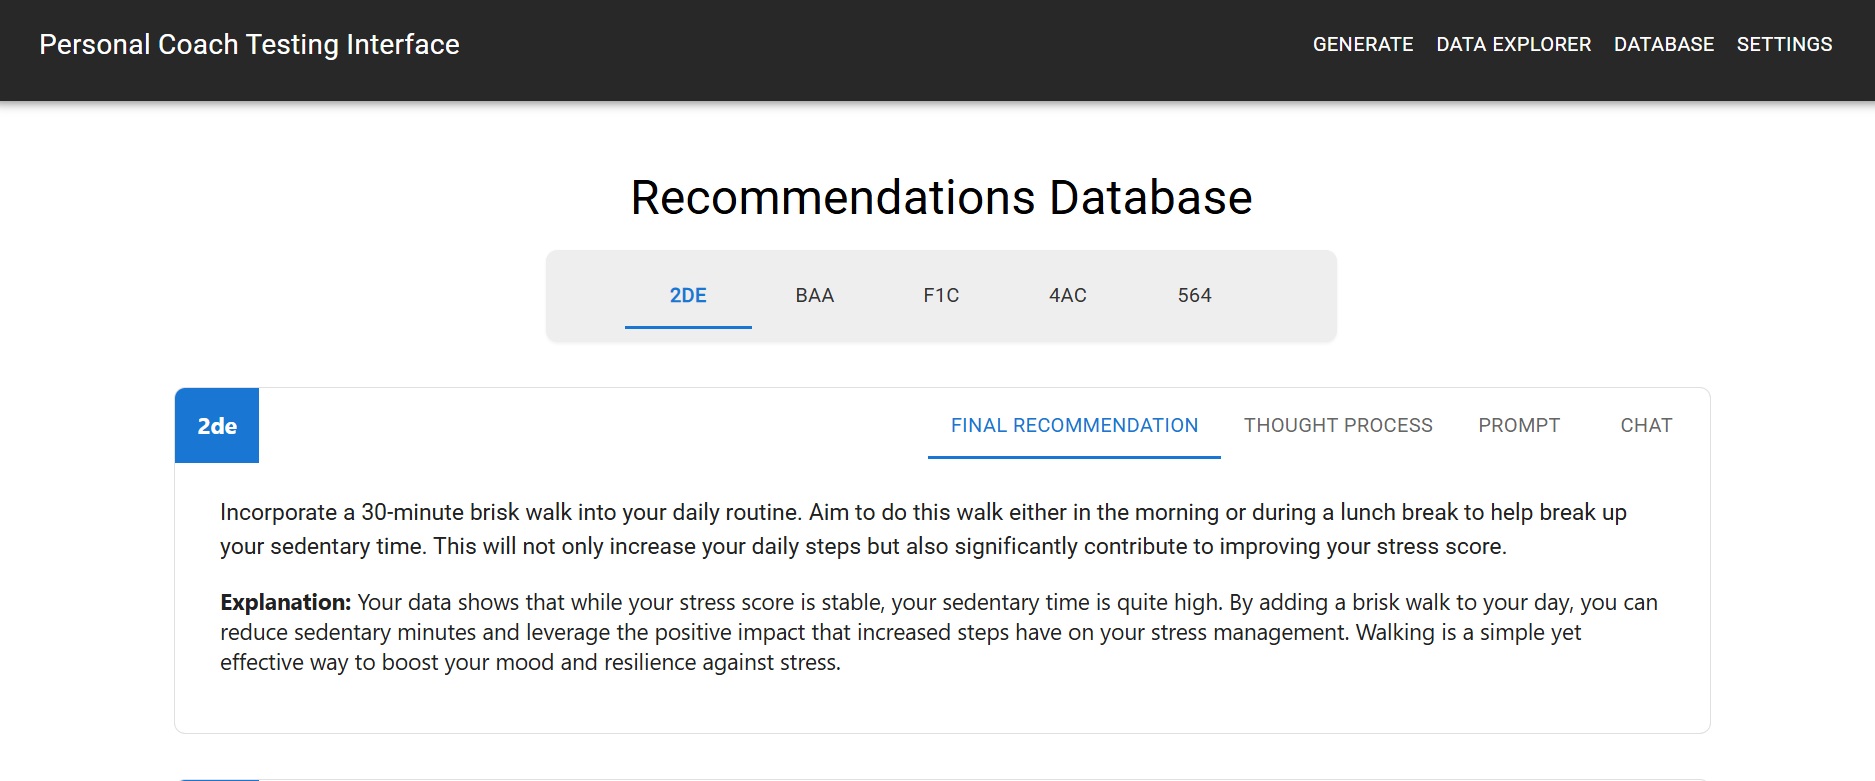 Personal Coach Testing Interface
GENERATE DATA EXPLORER DATABASE SETTINGS
Recommendations Database
2DE BAA F1C 4AC 564
2de
FINAL RECOMMENDATION THOUGHT PROCESS PROMPT CHAT
Incorporate a 30-minute brisk walk into your daily routine. Aim to do this walk either in the morning or during a lunch break to help break up
your sedentary time. This will not only increase your daily steps but also significantly contribute to improving your stress score.
Explanation: Your data shows that while your stress score is stable, your sedentary time is quite high. By adding a brisk walk to your day, you can
reduce sedentary minutes and leverage the positive impact that increased steps have on your stress management. Walking is a simple yet
effective way to boost your mood and resilience against stress.